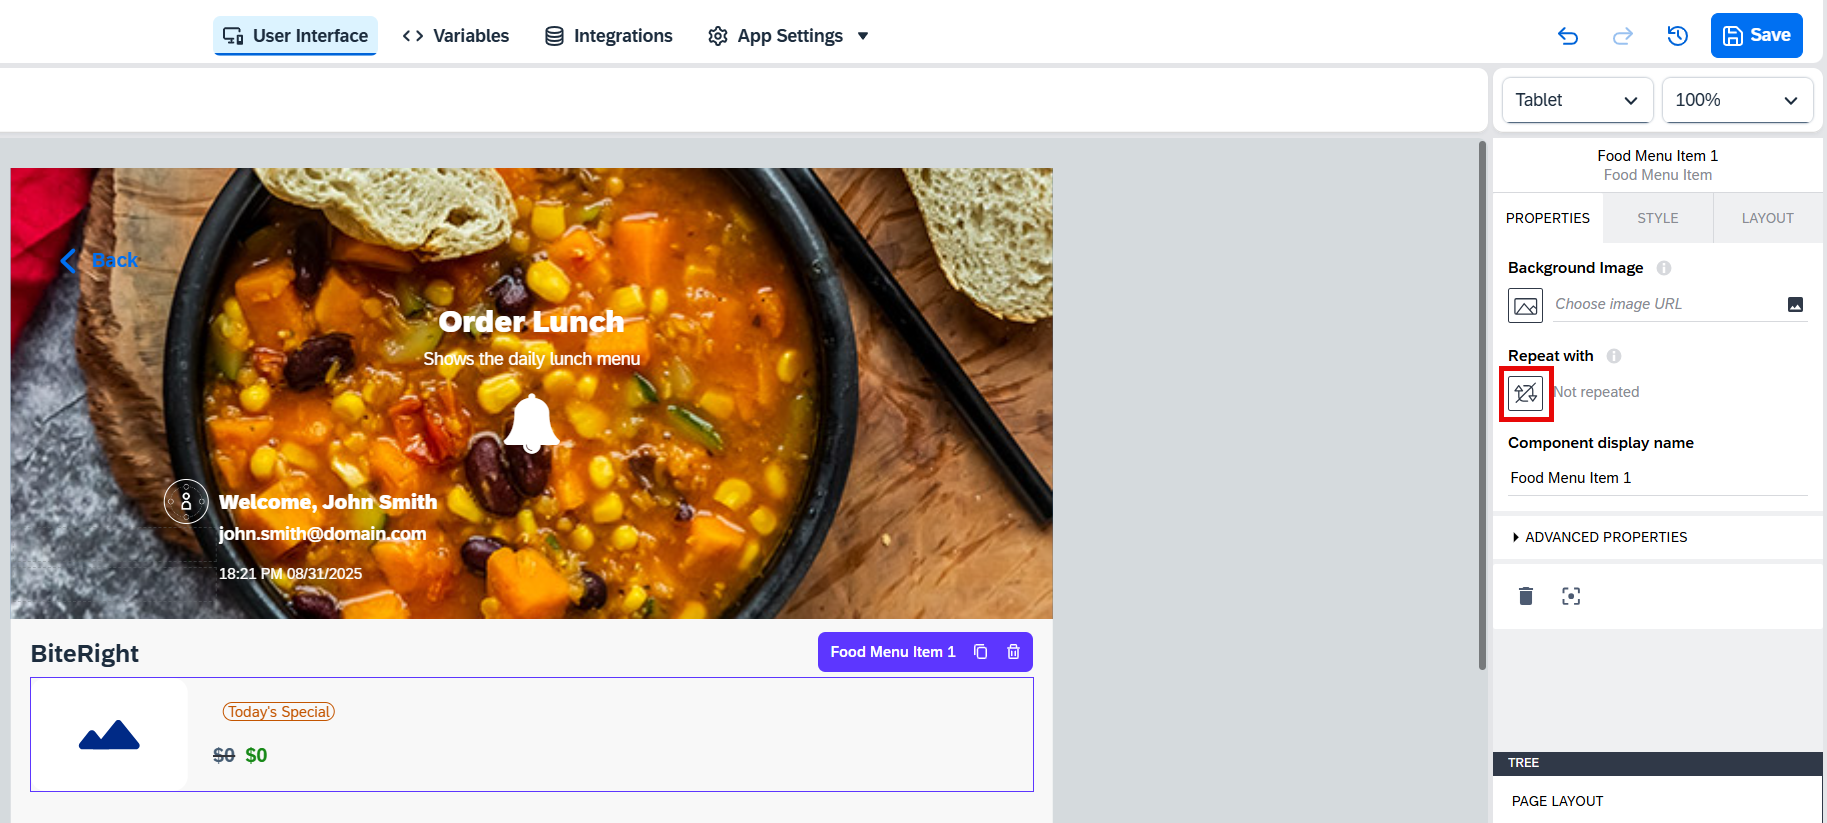 User Interface
Variables
Integrations
App Settings
Save
Tablet
100%
Food Menu Item 1
Food Menu Item
PROPERTIES
STYLE
LAYOUT
Background Image
Choose image URL
Repeat with
Not repeated
Component display name
Food Menu Item 1
ADVANCED PROPERTIES
Back
Order Lunch
Shows the daily lunch menu
Welcome, John Smith
john.smith@domain.com
18:21 PM 08/31/2025
BiteRight
Food Menu Item 1
Today's Special
$0 $0
TREE
PAGE LAYOUT